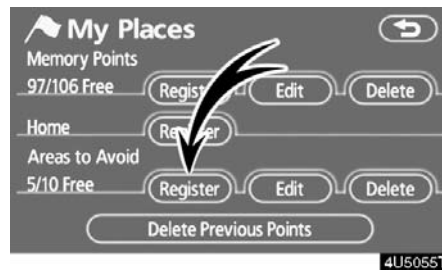 My Places
Memory Points
97/106 Free Edit Delete
Home
Areas to Avoid
5/10 Free Register Edit Delete
Delete Previous Points
4U5055